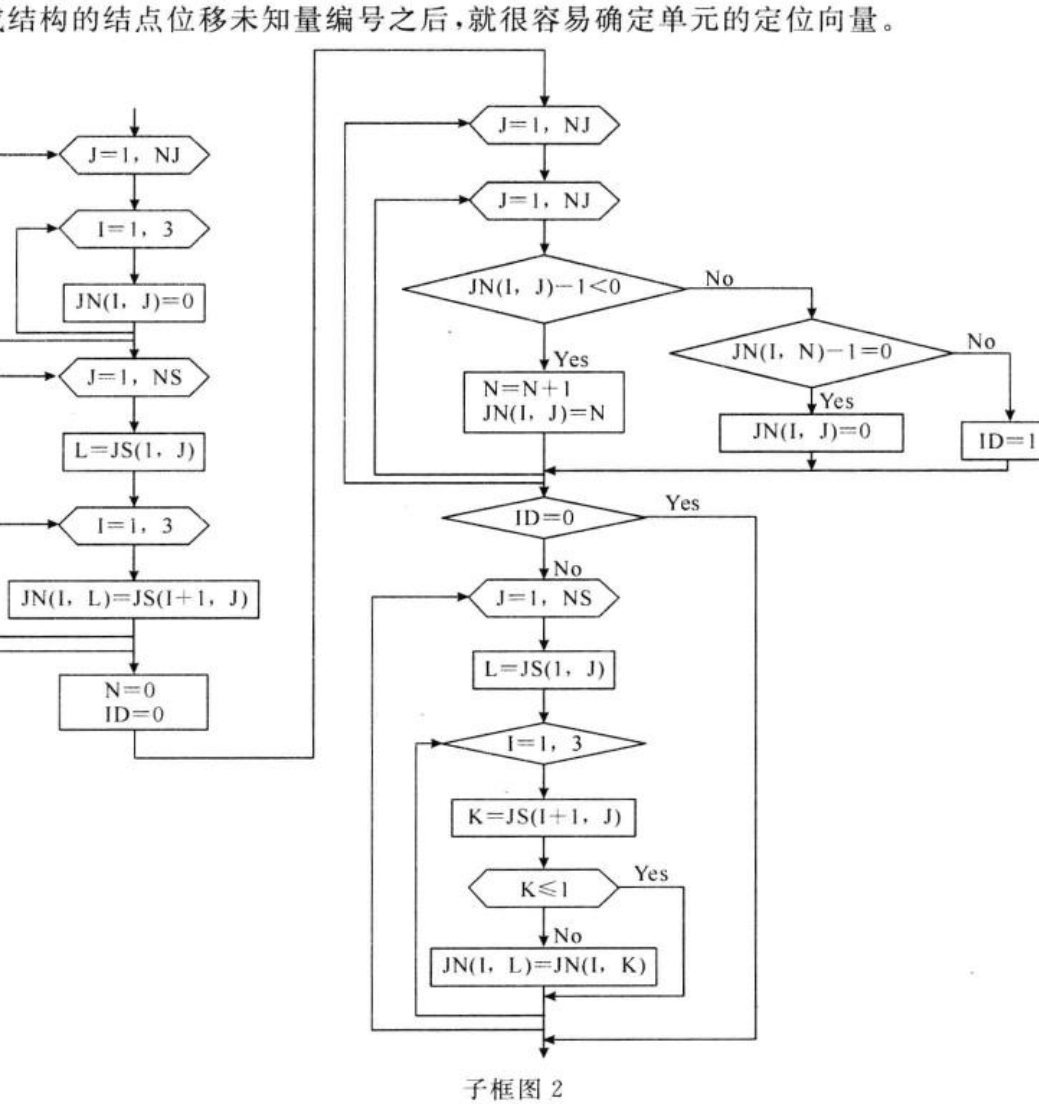 结构的结点位移未知量编号之后,就很容易确定单元的定位向量。
J=1, NJ
I=1, 3
JN(I, J)=0
J=1, NS
L=JS(1, J)
I=1, 3
JN(I, L)=JS(I+1, J)
N=0
ID=0
J=1, NJ
J=1, NJ
JN(I, J)-1<0
No
Yes
N=N+1
JN(I, J)=N
JN(I, N)-1=0
No
Yes
JN(I, J)=0
ID=1
ID=0
Yes
No
J=1, NS
L=JS(1, J)
I=1, 3
K=JS(I+1, J)
K≤1
Yes
No
JN(I, L)=JN(I, K)
子框图 2